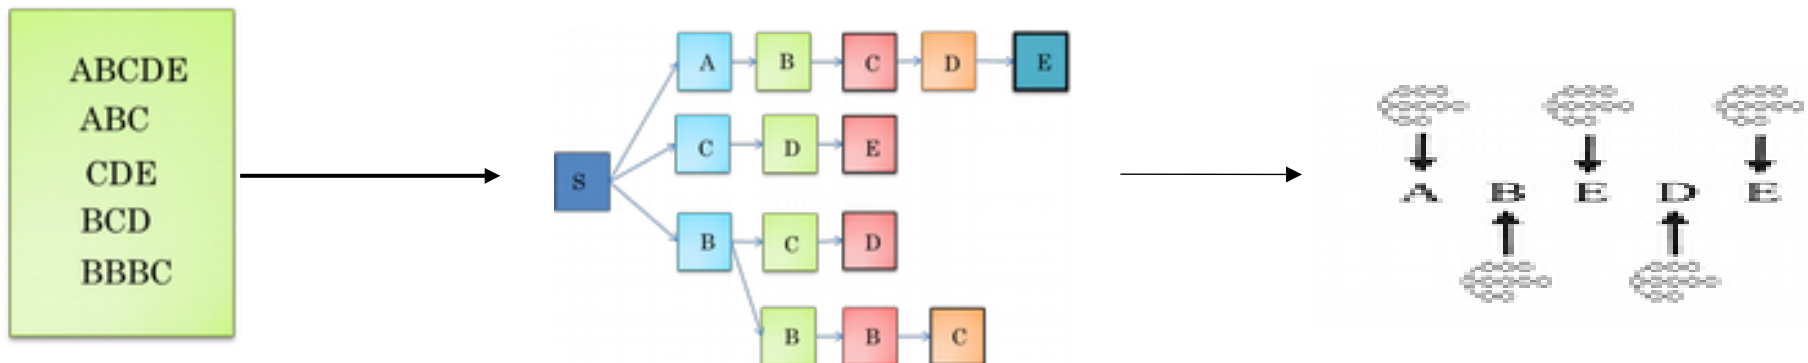 ABCDE
ABC
CDE
BCD
BBBC
S
A B C D E
C D E
B C D
B B C
A B E D E